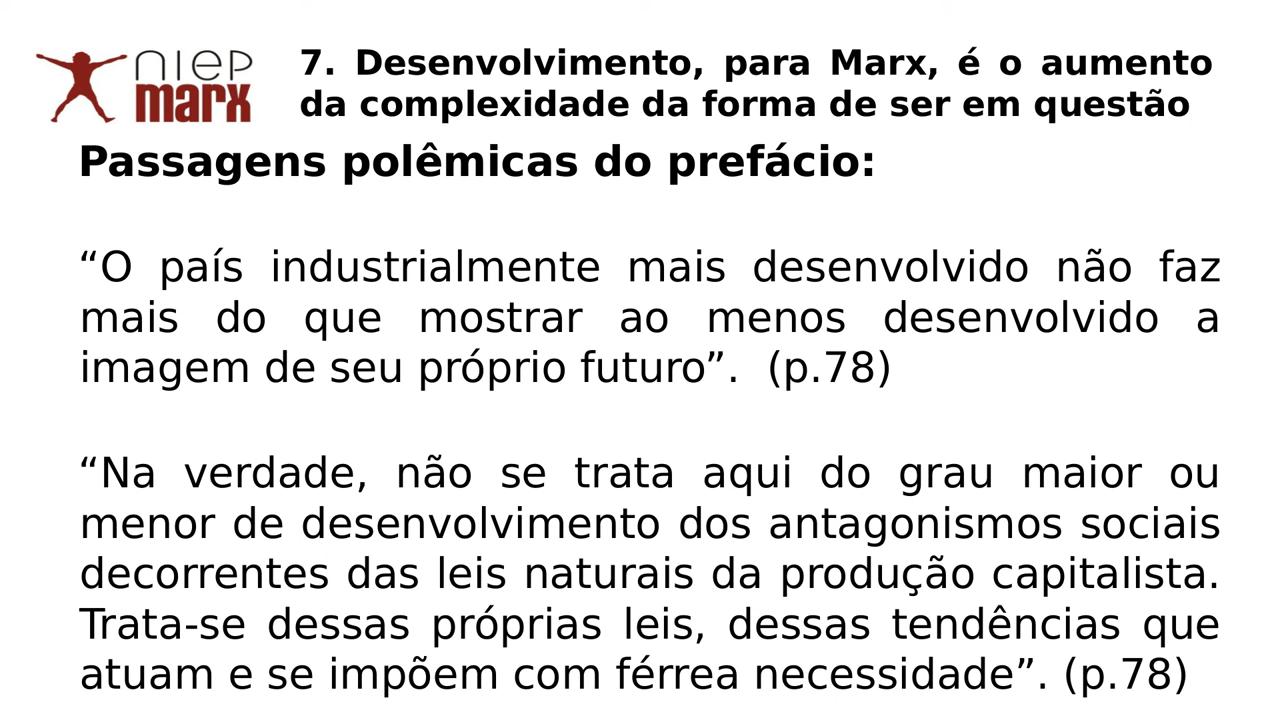 niep
marx
7. Desenvolvimento, para Marx, é o aumento
da complexidade da forma de ser em questão
Passagens polêmicas do prefácio:
“O país industrialmente mais desenvolvido não faz
mais do que mostrar ao menos desenvolvido a
imagem de seu próprio futuro”.  (p.78)
“Na verdade, não se trata aqui do grau maior ou
menor de desenvolvimento dos antagonismos sociais
decorrentes das leis naturais da produção capitalista.
Trata-se dessas próprias leis, dessas tendências que
atuam e se impõem com férrea necessidade”. (p.78)